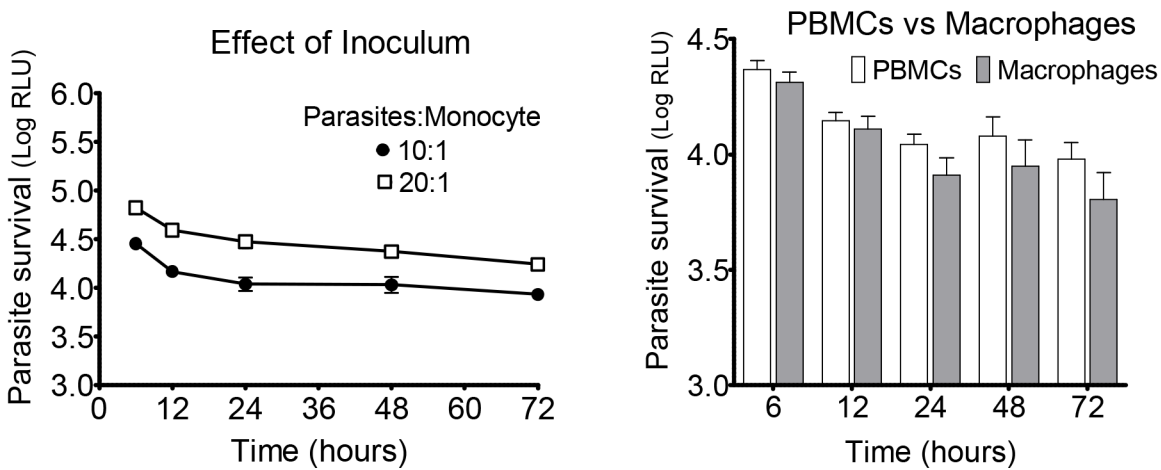 Effect of Inoculum
Parasite survival (Log RLU)
6.0
5.5
5.0
4.5
4.0
3.5
3.0
Parasites:Monocyte
10:1
20:1
0 12 24 36 48 60 72
Time (hours)
PBMCs vs Macrophages
Parasite survival (Log RLU)
4.5
4.0
3.5
3.0
PBMCs Macrophages
6 12 24 48 72
Time (hours)